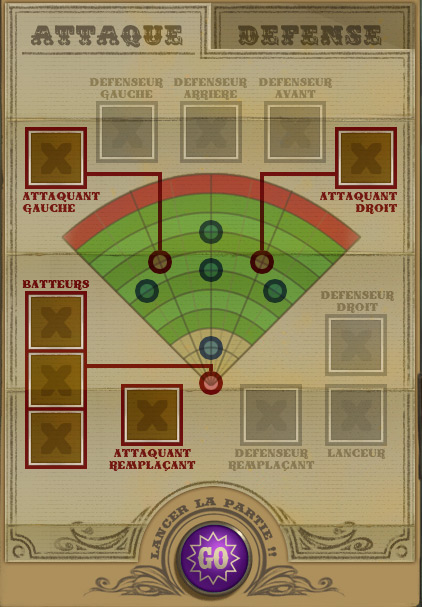 ATTAQUE
DEFENSE
DEFENSEUR
GAUCHE
DEFENSEUR
ARRIERE
DEFENSEUR
AVANT
ATTAQUANT
GAUCHE
ATTAQUANT
DROIT
BATTEURS
DEFENSEUR
DROIT
ATTAQUANT
REMPLAÇANT
DEFENSEUR
REMPLAÇANT
LANCEUR
LANCER LA PARTIE !!
GO